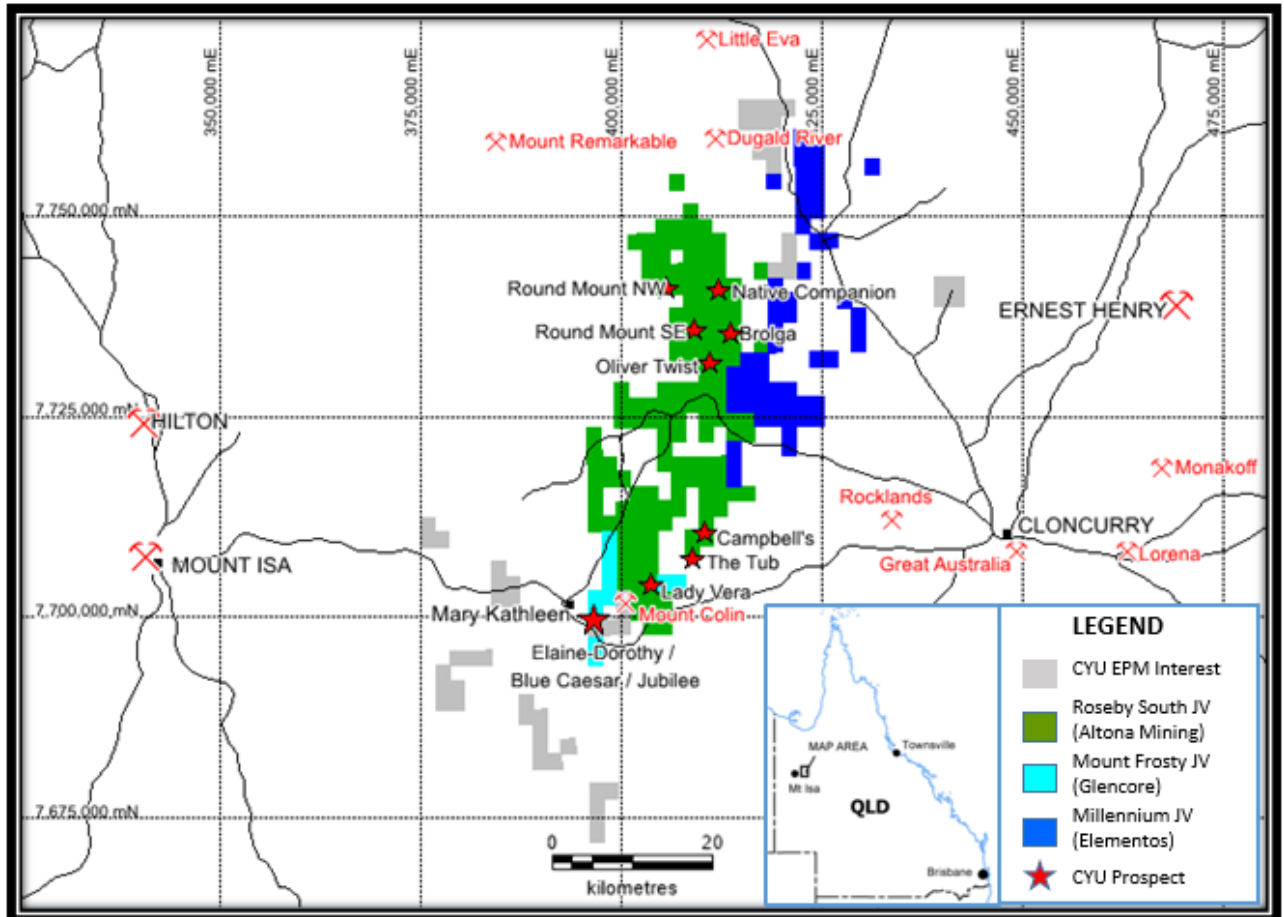 Little Eva
350,000 mE
375,000 mE
400,000 mE
425,000 mE
450,000 mE
475,000 mE
Mount Remarkable
Dugald River
7,750,000 mN
Round Mount NW
Native Companion
ERNEST HENRY
Round Mount SE
Brolga
Oliver Twist
7,725,000 mN
HILTON
Monakoff
Rocklands
Campbell's
CLONCURRY
The Tub
Great Australia
Lorena
MOUNT ISA
Lady Vera
7,700,000 mN
Mary Kathleen
Mount Colin
Elaine-Dorothy /
Blue Caesar / Jubilee
7,675,000 mN
0
20
kilometres
MAP AREA
Townsville
Mt Isa
QLD
Brisbane
LEGEND
CYU EPM Interest
Roseby South JV
(Altona Mining)
Mount Frosty JV
(Glencore)
Millennium JV
(Elementos)
CYU Prospect